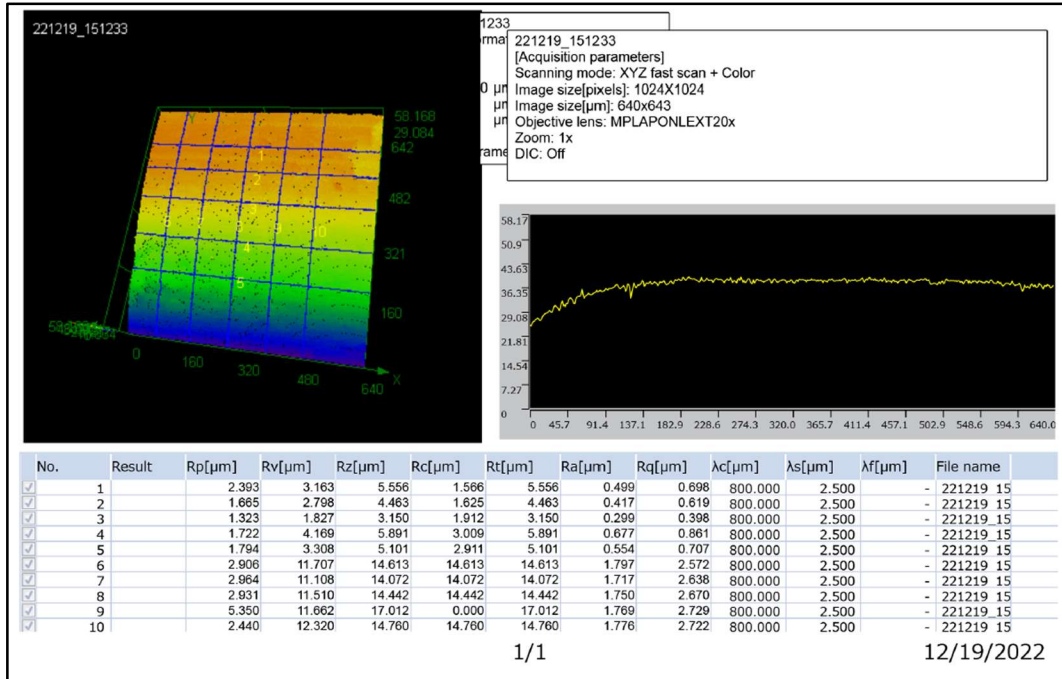 221219_151233
Y
58.168
29.084
642
482
321
160
0
160
320
480
640
X
1
2
3
4
5
10
1233
rmat
0 µm
µm
rame
221219_151233
[Acquisition parameters]
Scanning mode: XYZ fast scan + Color
Image size[pixels]: 1024X1024
Image size[µm]: 640x643
Objective lens: MPLAPONLEXT20x
Zoom: 1x
DIC: Off
58.17
50.9
43.63
36.35
29.08
21.81
14.54
7.27
0
0 45.7 91.4 137.1 182.9 228.6 274.3 320.0 365.7 411.4 457.1 502.9 548.6 594.3 640.0
No. Result Rp[µm] Rv[µm] Rz[µm] Rc[µm] Rt[µm] Ra[µm] Rq[µm] λc[µm] λs[µm] λf[µm] File name
1 2.393 3.163 5.556 1.566 5.556 0.499 0.698 800.000 2.500 - 221219_15
2 1.665 2.798 4.463 1.625 4.463 0.417 0.619 800.000 2.500 - 221219_15
3 1.323 1.827 3.150 1.912 3.150 0.299 0.398 800.000 2.500 - 221219_15
4 1.722 4.169 5.891 3.009 5.891 0.677 0.861 800.000 2.500 - 221219_15
5 1.794 3.308 5.101 2.911 5.101 0.554 0.707 800.000 2.500 - 221219_15
6 2.906 11.707 14.613 14.613 14.613 1.797 2.572 800.000 2.500 - 221219_15
7 2.964 11.108 14.072 14.072 14.072 1.717 2.638 800.000 2.500 - 221219_15
8 2.931 11.510 14.442 14.442 14.442 1.750 2.670 800.000 2.500 - 221219_15
9 5.350 11.662 17.012 0.000 17.012 1.769 2.729 800.000 2.500 - 221219_15
10 2.440 12.320 14.760 14.760 14.760 1.776 2.722 800.000 2.500 - 221219_15
1/1
12/19/2022